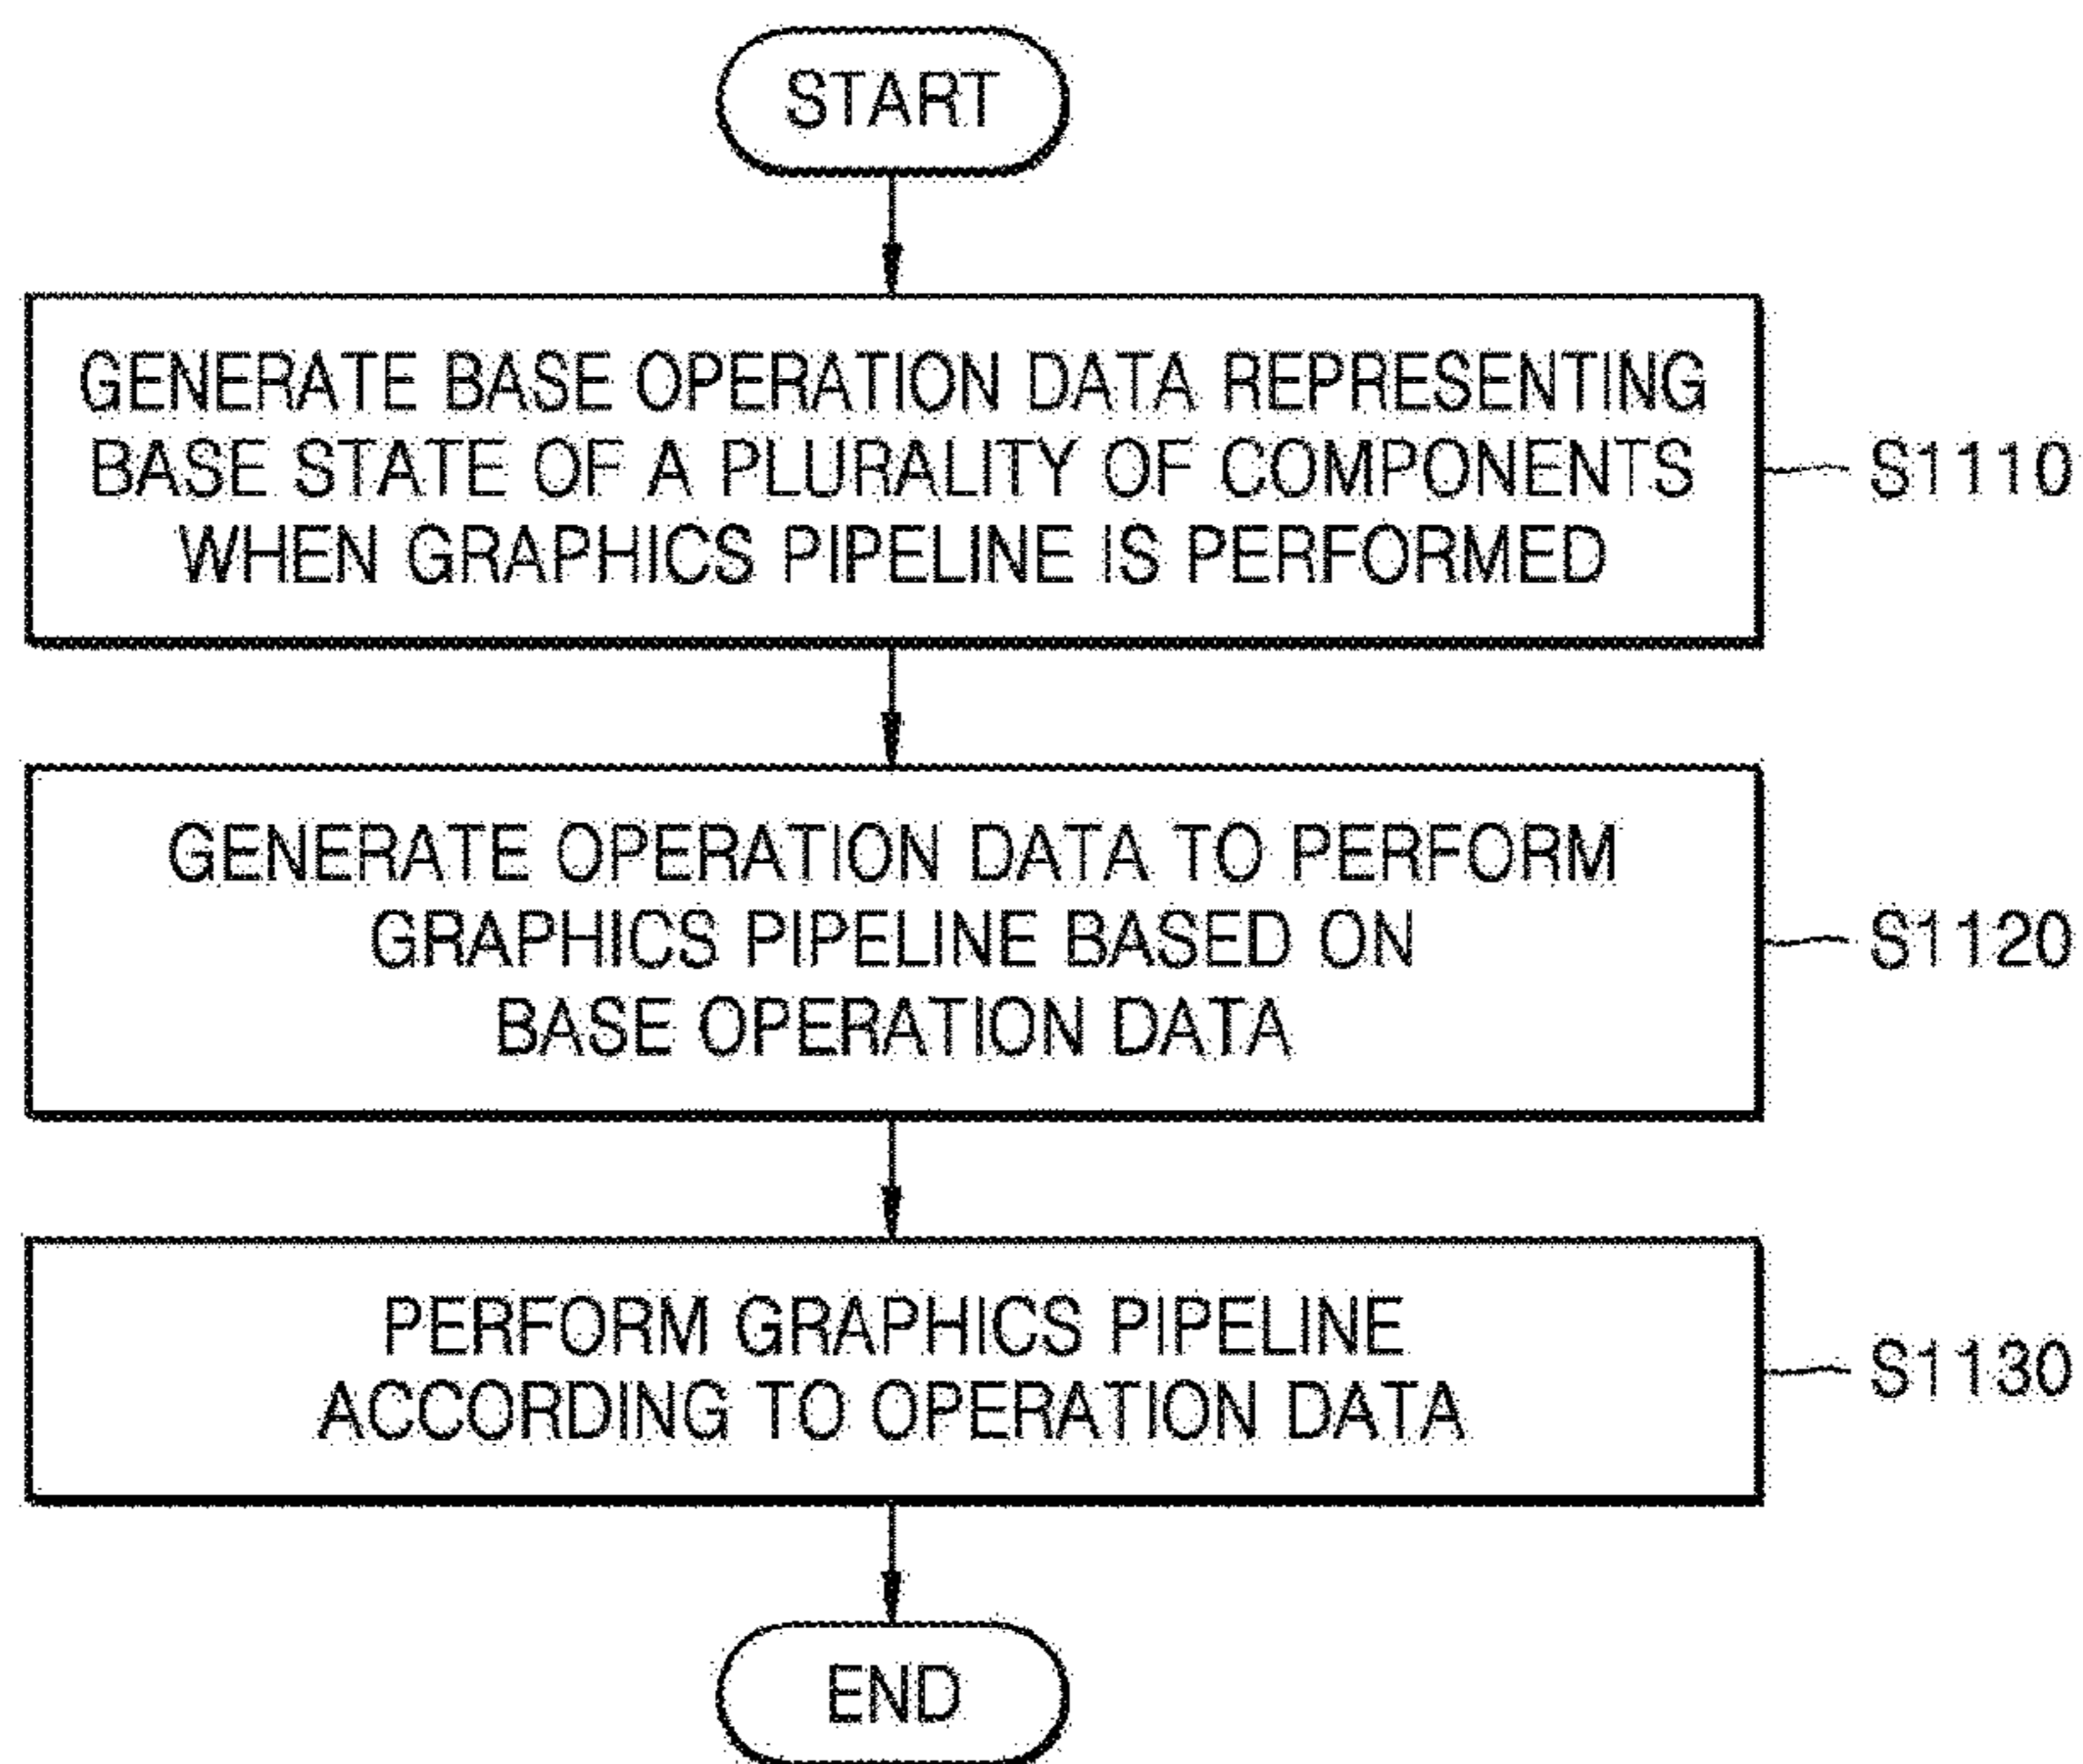 START
GENERATE BASE OPERATION DATA REPRESENTING
BASE STATE OF A PLURALITY OF COMPONENTS
WHEN GRAPHICS PIPELINE IS PERFORMED
S1110
GENERATE OPERATION DATA TO PERFORM
GRAPHICS PIPELINE BASED ON
BASE OPERATION DATA
S1120
PERFORM GRAPHICS PIPELINE
ACCORDING TO OPERATION DATA
S1130
END